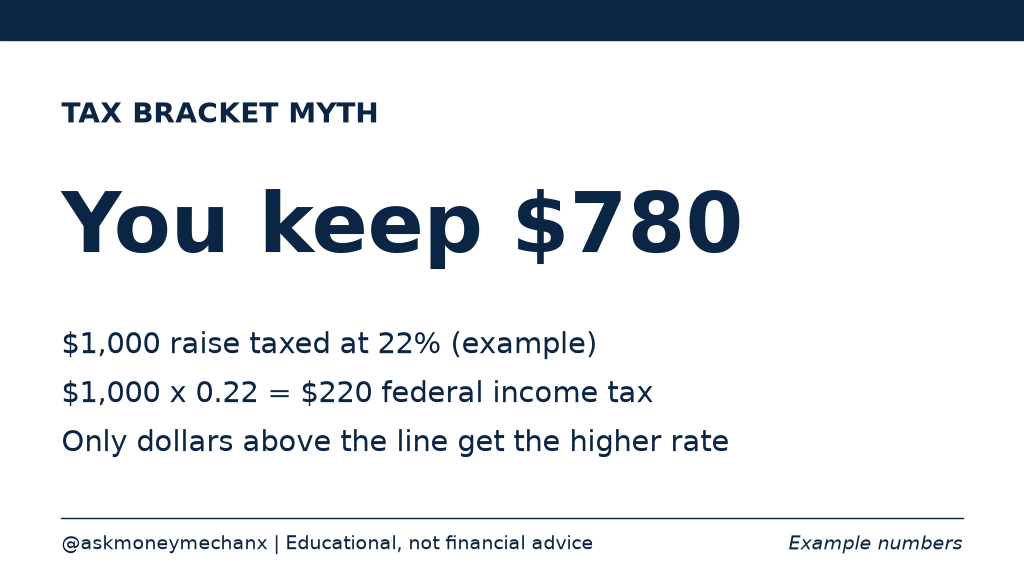 TAX BRACKET MYTH
You keep $780
$1,000 raise taxed at 22% (example)
$1,000 x 0.22 = $220 federal income tax
Only dollars above the line get the higher rate
@askmoneymechanx | Educational, not financial advice
Example numbers